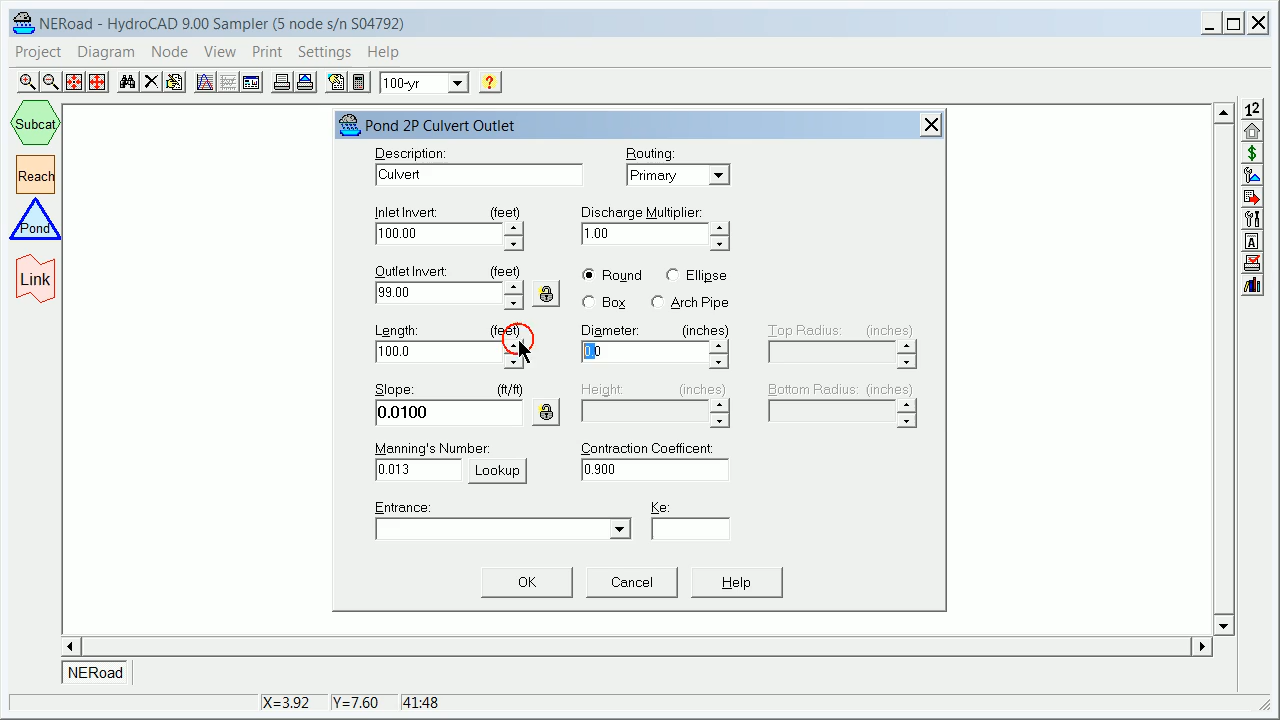 NERoad - HydroCAD 9.00 Sampler (5 node s/n S04792)
Project Diagram Node View Print Settings Help
100-yr ?
Subcat
Reach
Pond
Link
12
$
A
Pond 2P Culvert Outlet
Description: Routing:
Culvert Primary
Inlet Invert: (feet) Discharge Multiplier:
100.00 1.00
Outlet Invert: (feet) Round Ellipse
99.00 Box Arch Pipe
Length: (feet) Diameter: (inches) Top Radius: (inches)
100.0 0.0
Slope: (ft/ft) Height: (inches) Bottom Radius: (inches)
0.0100
Manning's Number: Contraction Coefficent:
0.013 Lookup 0.900
Entrance: Ke:
OK Cancel Help
NERoad
X=3.92 Y=7.60 41:48